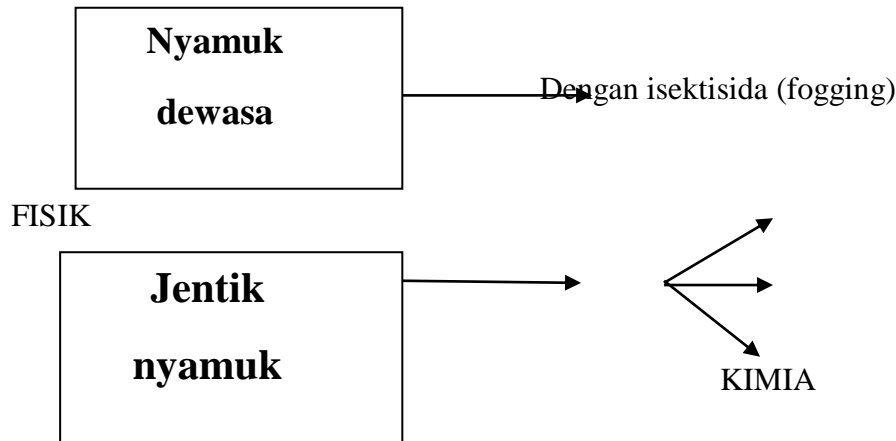 Nyamuk
dewasa
Dengan isektisida (fogging)
FISIK
Jentik
nyamuk
KIMIA